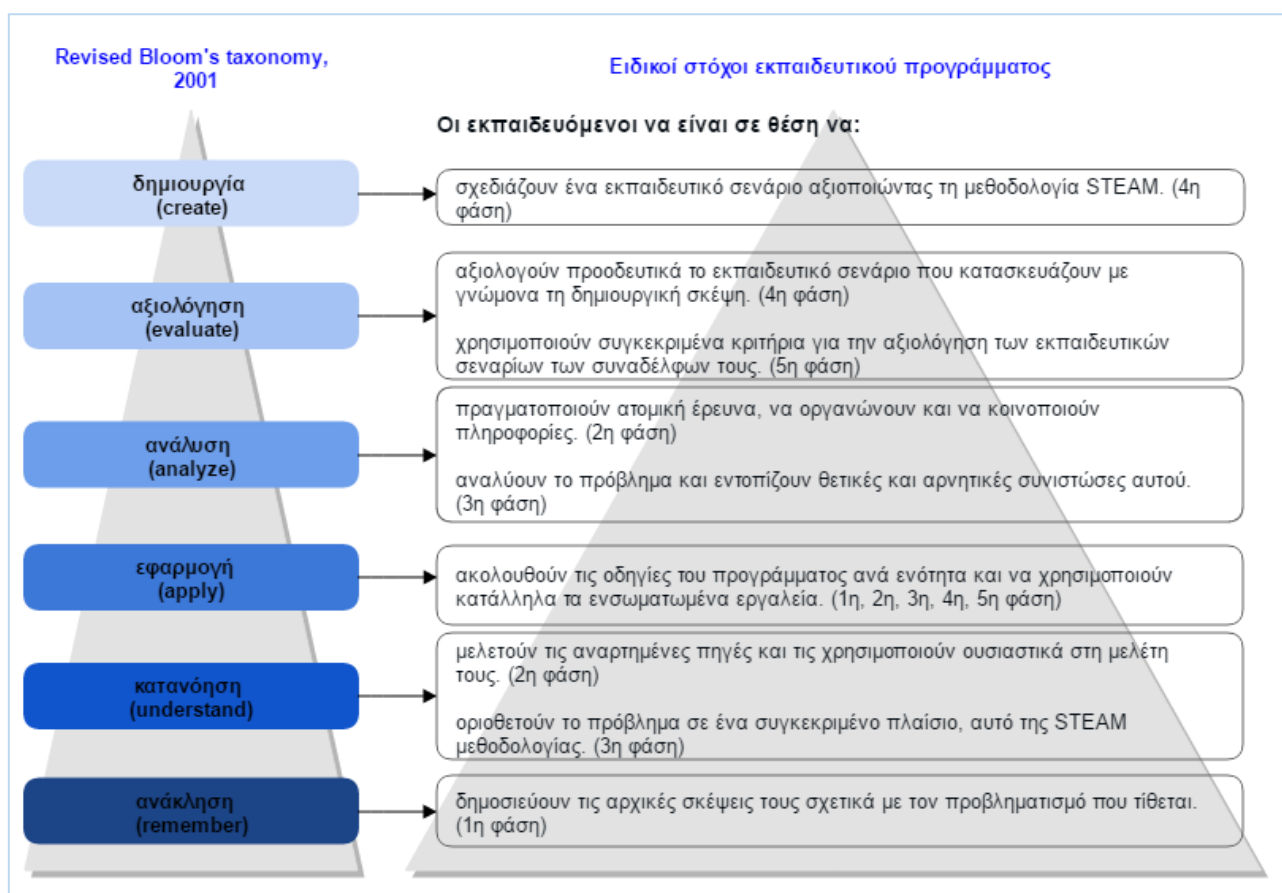 Revised Bloom's taxonomy,
2001
Ειδικοί στόχοι εκπαιδευτικού προγράμματος
Οι εκπαιδευόμενοι να είναι σε θέση να:
δημιουργία
(create)
σχεδιάζουν ένα εκπαιδευτικό σενάριο αξιοποιώντας τη μεθοδολογία STEAM. (4η
φάση)
αξιολόγηση
(evaluate)
αξιολογούν προοδευτικά το εκπαιδευτικό σενάριο που κατασκευάζουν με
γνώμονα τη δημιουργική σκέψη. (4η φάση)
χρησιμοποιούν συγκεκριμένα κριτήρια για την αξιολόγηση των εκπαιδευτικών
σεναρίων των συναδέλφων τους. (5η φάση)
ανάλυση
(analyze)
πραγματοποιούν ατομική έρευνα, να οργανώνουν και να κοινοποιούν
πληροφορίες. (2η φάση)
αναλύουν το πρόβλημα και εντοπίζουν θετικές και αρνητικές συνιστώσες αυτού.
(3η φάση)
εφαρμογή
(apply)
ακολουθούν τις οδηγίες του προγράμματος ανά ενότητα και να χρησιμοποιούν
κατάλληλα τα ενσωματωμένα εργαλεία. (1η, 2η, 3η, 4η, 5η φάση)
κατανόηση
(understand)
μελετούν τις αναρτημένες πηγές και τις χρησιμοποιούν ουσιαστικά στη μελέτη
τους. (2η φάση)
οριοθετούν το πρόβλημα σε ένα συγκεκριμένο πλαίσιο, αυτό της STEAM
μεθοδολογίας. (3η φάση)
ανάκληση
(remember)
δημοσιεύουν τις αρχικές σκέψεις τους σχετικά με τον προβληματισμό που τίθεται.
(1η φάση)